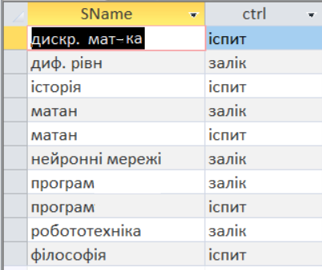 SName ctrl
дискр. мат-ка іспит
диф. рівн залік
історія іспит
матан залік
матан іспит
нейронні мережі залік
програм залік
програм іспит
робототехніка залік
філософія іспит